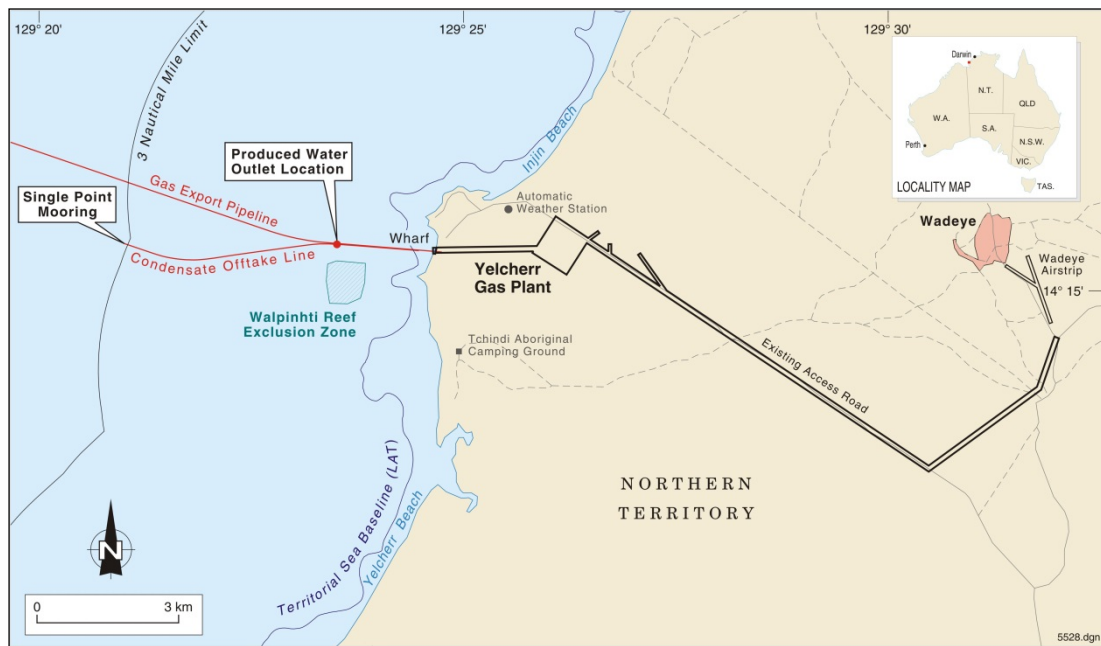 129° 20'
129° 25'
129° 30'
3 Nautical Mile Limit
Injin Beach
Darwin
N.T.
QLD
W.A.
S.A.
N.S.W.
Perth
VIC.
TAS.
LOCALITY MAP
Produced Water
Outlet Location
Gas Export Pipeline
Single Point
Mooring
Condensate Offtake Line
Automatic
Weather Station
Wharf
Yelcherr
Gas Plant
Wadeye
Wadeye
Airstrip
14° 15'
Walpinhti Reef
Exclusion Zone
Tchindi Aboriginal
Camping Ground
Existing Access Road
NORTHERN
TERRITORY
Territorial Sea Baseline (LAT)
Yelcherr Beach
N
0 3 km
5528.dgn